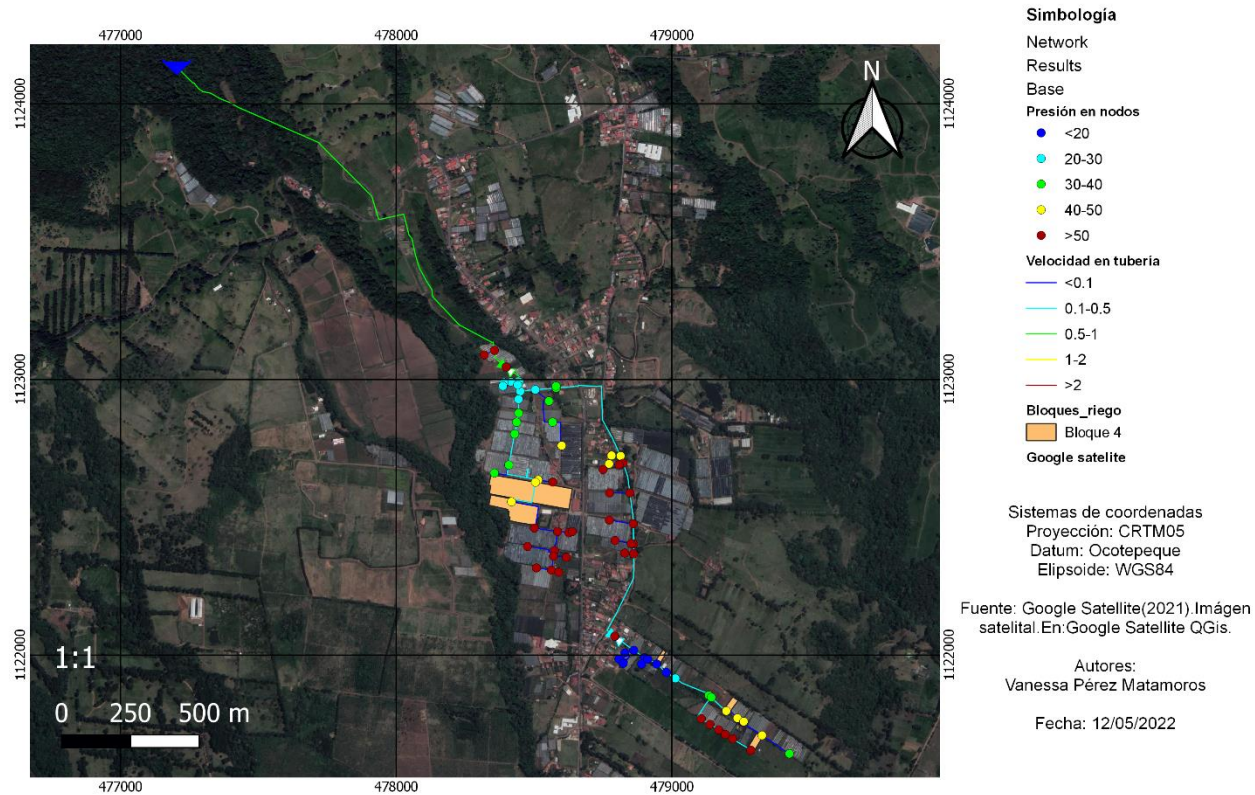 477000 478000 479000
1124000
1123000
1122000
1124000
1123000
1122000
N
1:1
0 250 500 m
477000 478000 479000
Simbología
Network
Results
Base
Presión en nodos
<20
20-30
30-40
40-50
>50
Velocidad en tuberia
<0.1
0.1-0.5
0.5-1
1-2
>2
Bloques_riego
Bloque 4
Google satelite
Sistemas de coordenadas
Proyección: CRTM05
Datum: Ocotepeque
Elipsoide: WGS84
Fuente: Google Satellite(2021).Imágen
satelital.En:Google Satellite QGis.
Autores:
Vanessa Pérez Matamoros
Fecha: 12/05/2022